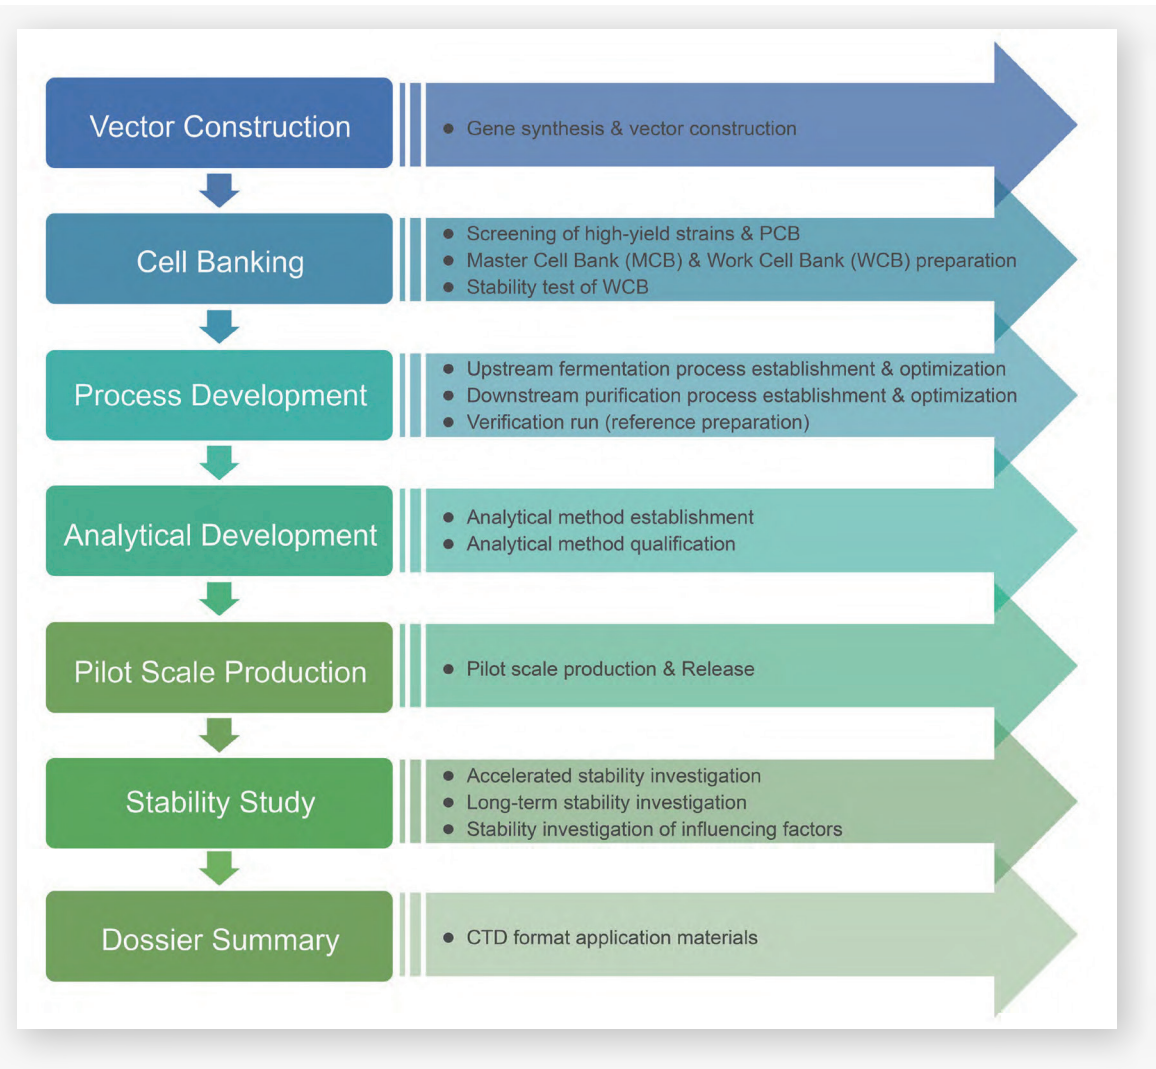 Vector Construction
● Gene synthesis & vector construction
Cell Banking
● Screening of high-yield strains & PCB
● Master Cell Bank (MCB) & Work Cell Bank (WCB) preparation
● Stability test of WCB
Process Development
● Upstream fermentation process establishment & optimization
● Downstream purification process establishment & optimization
● Verification run (reference preparation)
Analytical Development
● Analytical method establishment
● Analytical method qualification
Pilot Scale Production
● Pilot scale production & Release
Stability Study
● Accelerated stability investigation
● Long-term stability investigation
● Stability investigation of influencing factors
Dossier Summary
● CTD format application materials